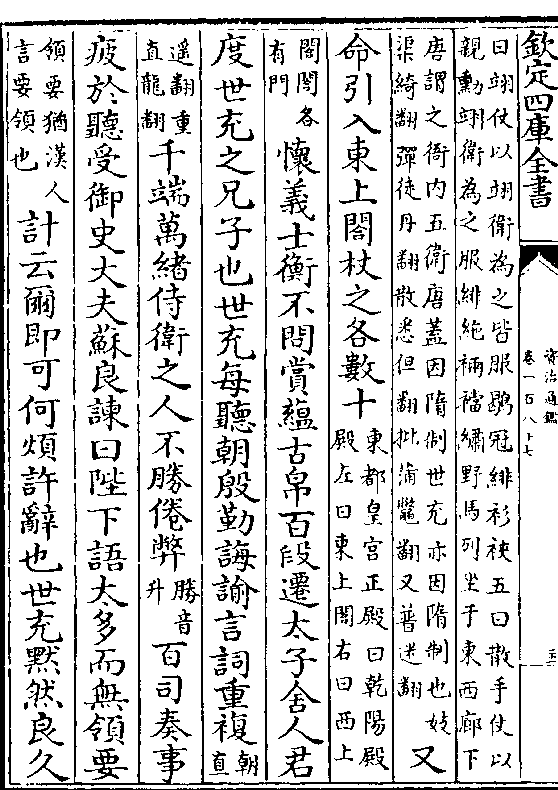 欽定四庫全書
資治通鑑
卷一百八十七
曰翊仗以翊衛為之皆服鶡冠緋衫裌五曰散手仗以
親勳翊衛為之服緋絁裲襠繡野馬列坐于東西廊下
唐謂之衙内五衛唐蓋因隋制世充亦因隋制也妓
渠綺翻彈徒丹翻散悉但翻批蒲鼈翻又普迷翻
又
命引入東上閤杖之各數十
東都皇宮正殿曰乾陽殿
殿左曰東上閤右曰西上
閤閤各
有門
懷義士衡不問賞蘊古帛百段遷太子舍人君
度世充之兄子也世充每聽朝殷勤誨諭言詞重複
朝
直
遥翻重
直龍翻
千端萬緒侍衛之人不勝倦弊
勝音
升
百司奏事
疲於聽受御史大夫蘇良諫曰陛下語太多而無領要
領要猶漢人
言要領也
計云爾即可何煩許辭也世充默然良久